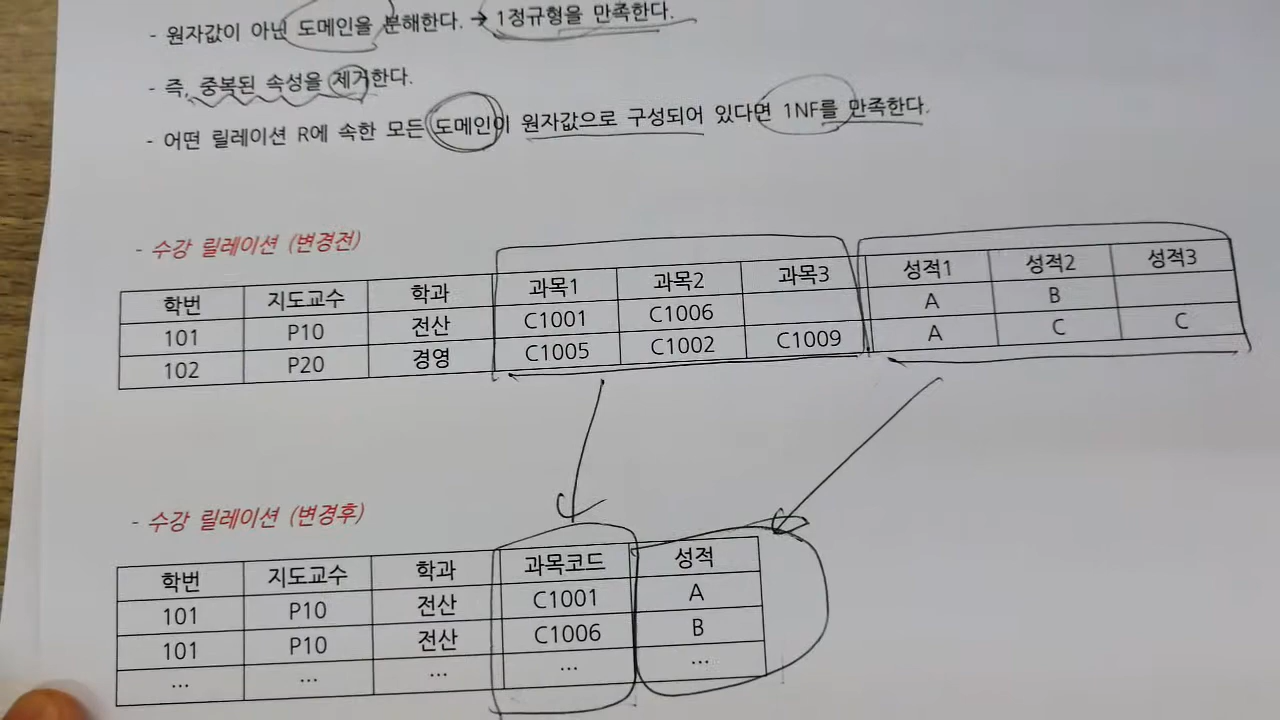 - 원자값이 아닌 도메인을 분해한다. → 1정규형을 만족한다.
- 즉, 중복된 속성을 제거한다.
- 어떤 릴레이션 R에 속한 모든 도메인이 원자값으로 구성되어 있다면 1NF를 만족한다.
- 수강 릴레이션 (변경전)
학번 지도교수 학과 과목1 과목2 과목3 성적1 성적2 성적3
101 P10 전산 C1001 C1006 A B
102 P20 경영 C1005 C1002 C1009 A C C
- 수강 릴레이션 (변경후)
학번 지도교수 학과 과목코드 성적
101 P10 전산 C1001 A
101 P10 전산 C1006 B
... ... ... ... ...